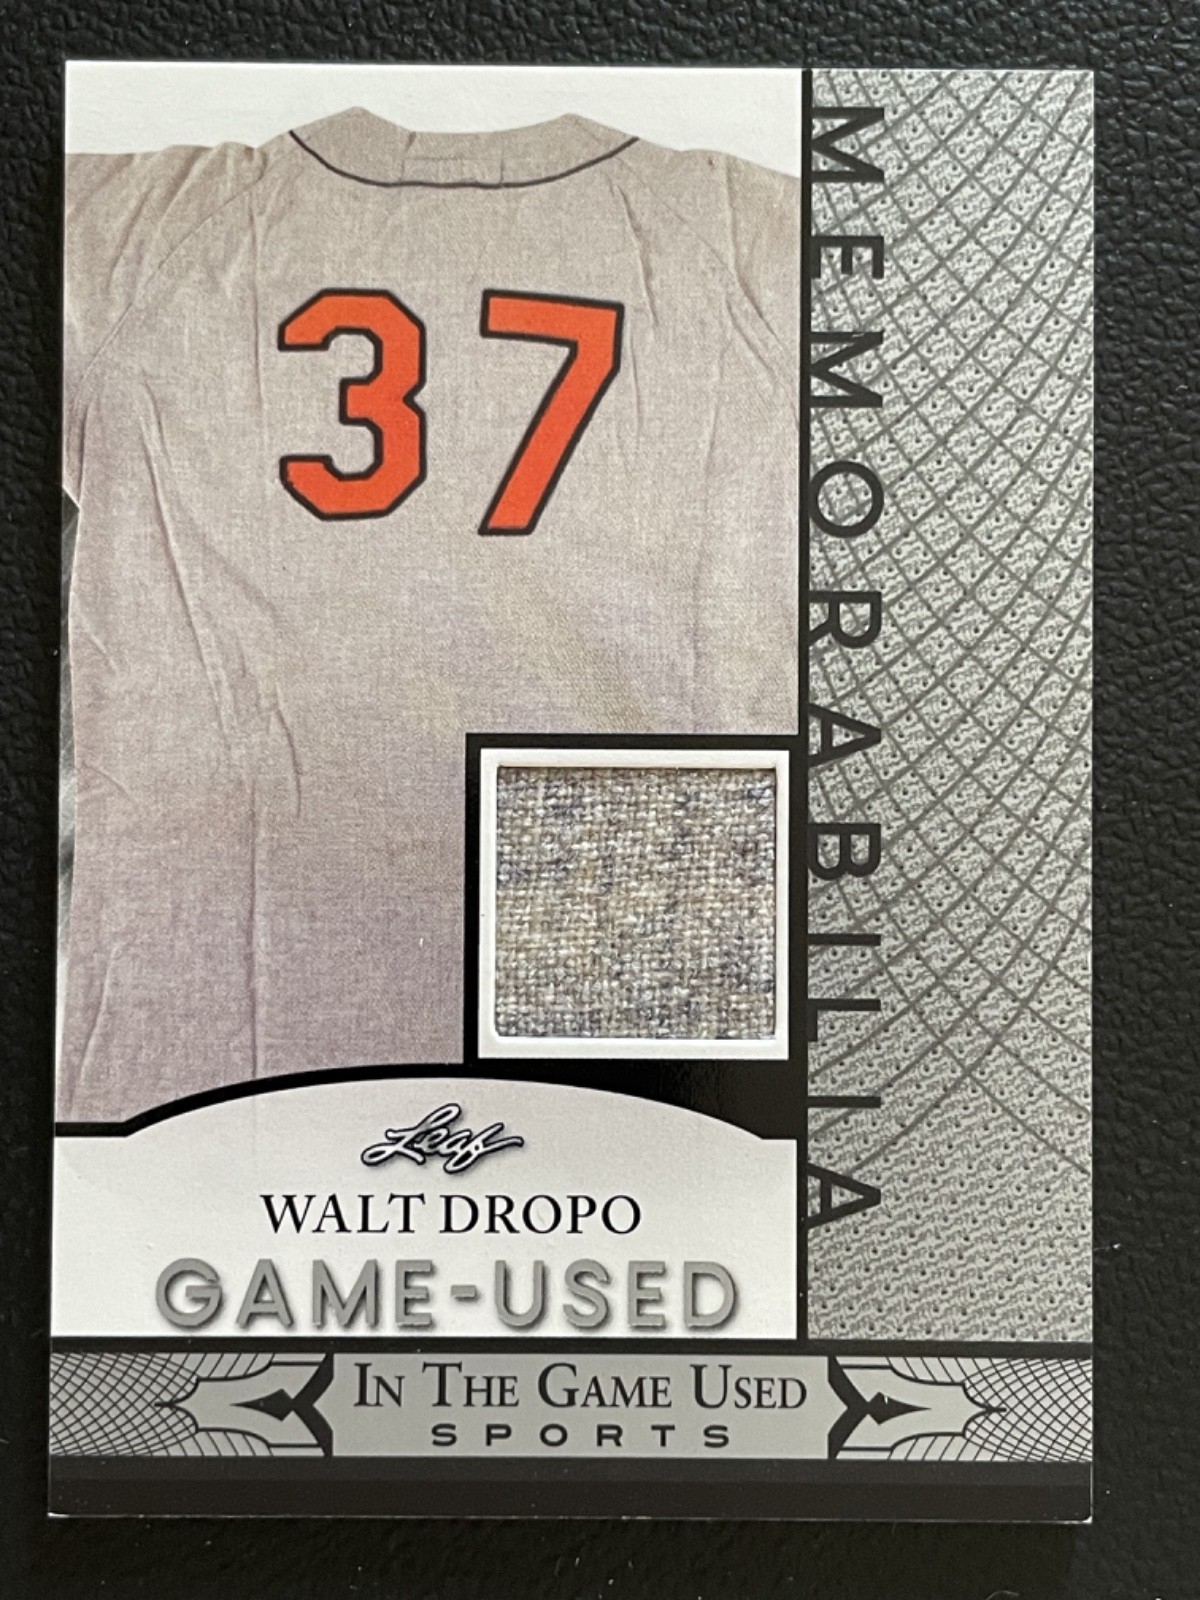 37
MEMORABILIA
Leaf
WALT DROPO
GAME-USED
IN THE GAME USED
SPORTS